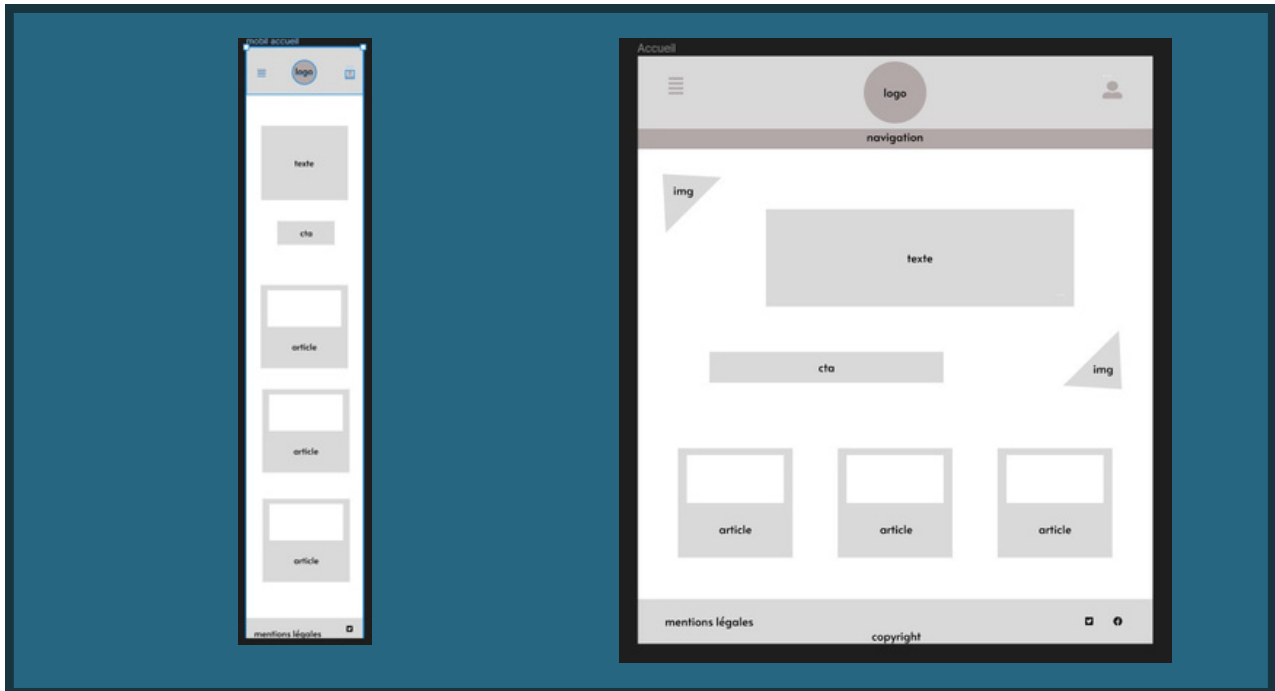 mobil accueil
logo
texte
cta
article
article
article
mentions légales
Accueil
logo
navigation
img
texte
cta
img
article
article
article
mentions légales
copyright